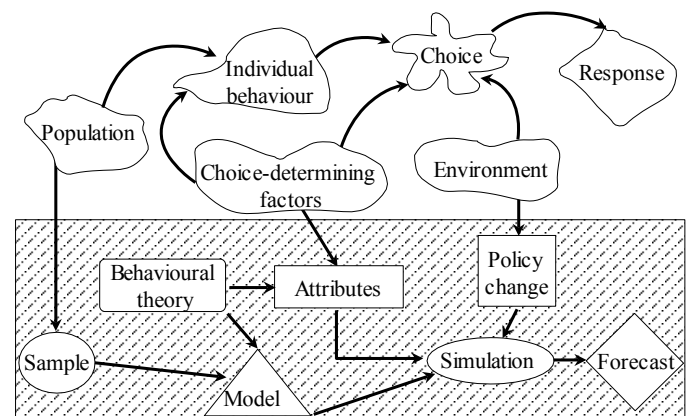 Individual
behaviour
Choice
Response
Population
Choice-determining
factors
Environment
Behavioural
theory
Attributes
Policy
change
Sample
Model
Simulation
Forecast